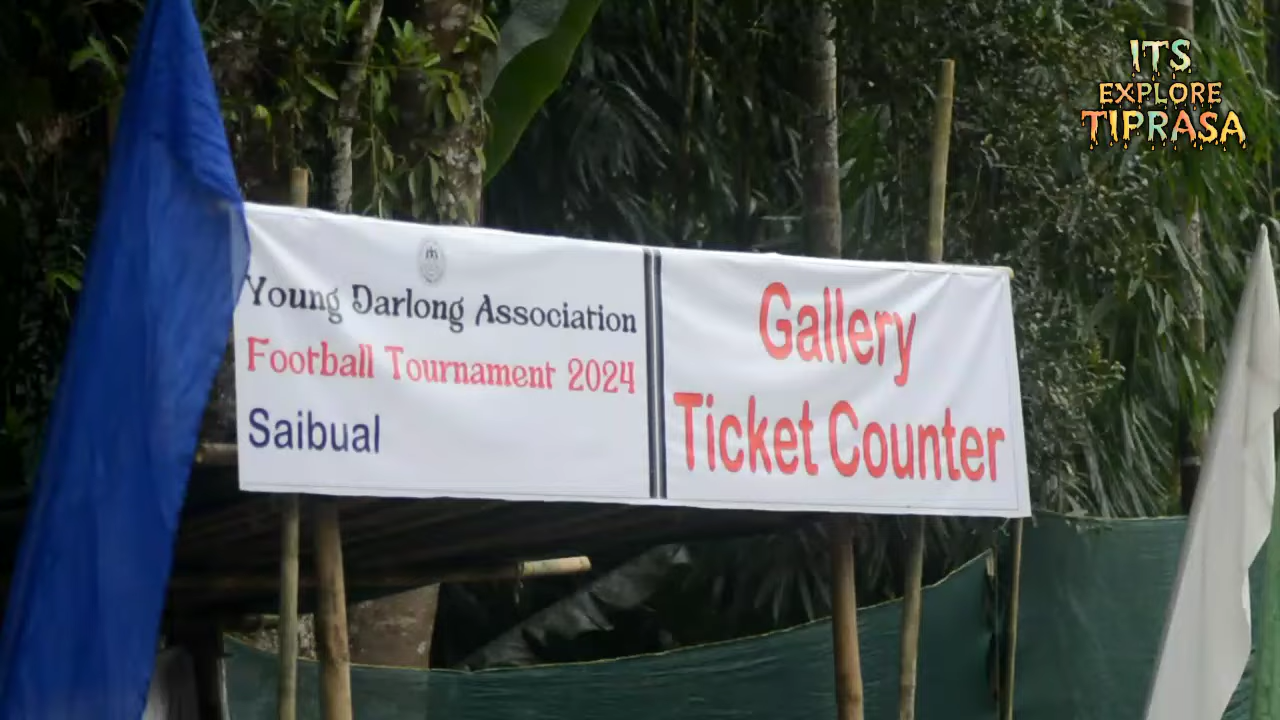 Young Darlong Association
Football Tournament 2024
Saibual
Gallery
Ticket Counter
ITS
EXPLORE
TIPRASA